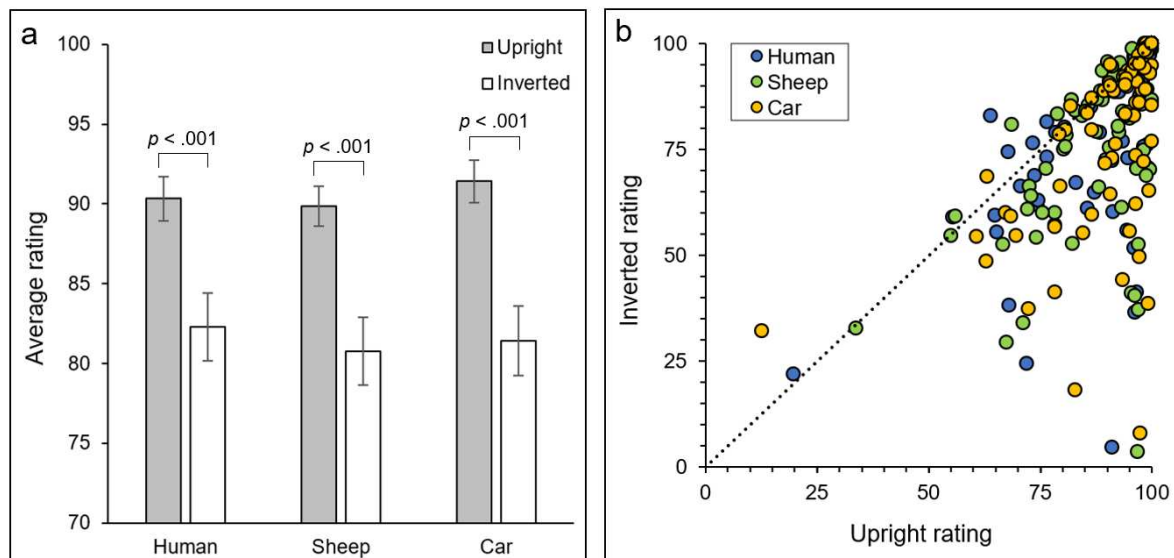 a
100
95
90
85
80
75
70
Average rating
Upright
Inverted
p < .001
p < .001
p < .001
Human
Sheep
Car
b
100
75
50
25
0
Inverted rating
Human
Sheep
Car
0
25
50
75
100
Upright rating